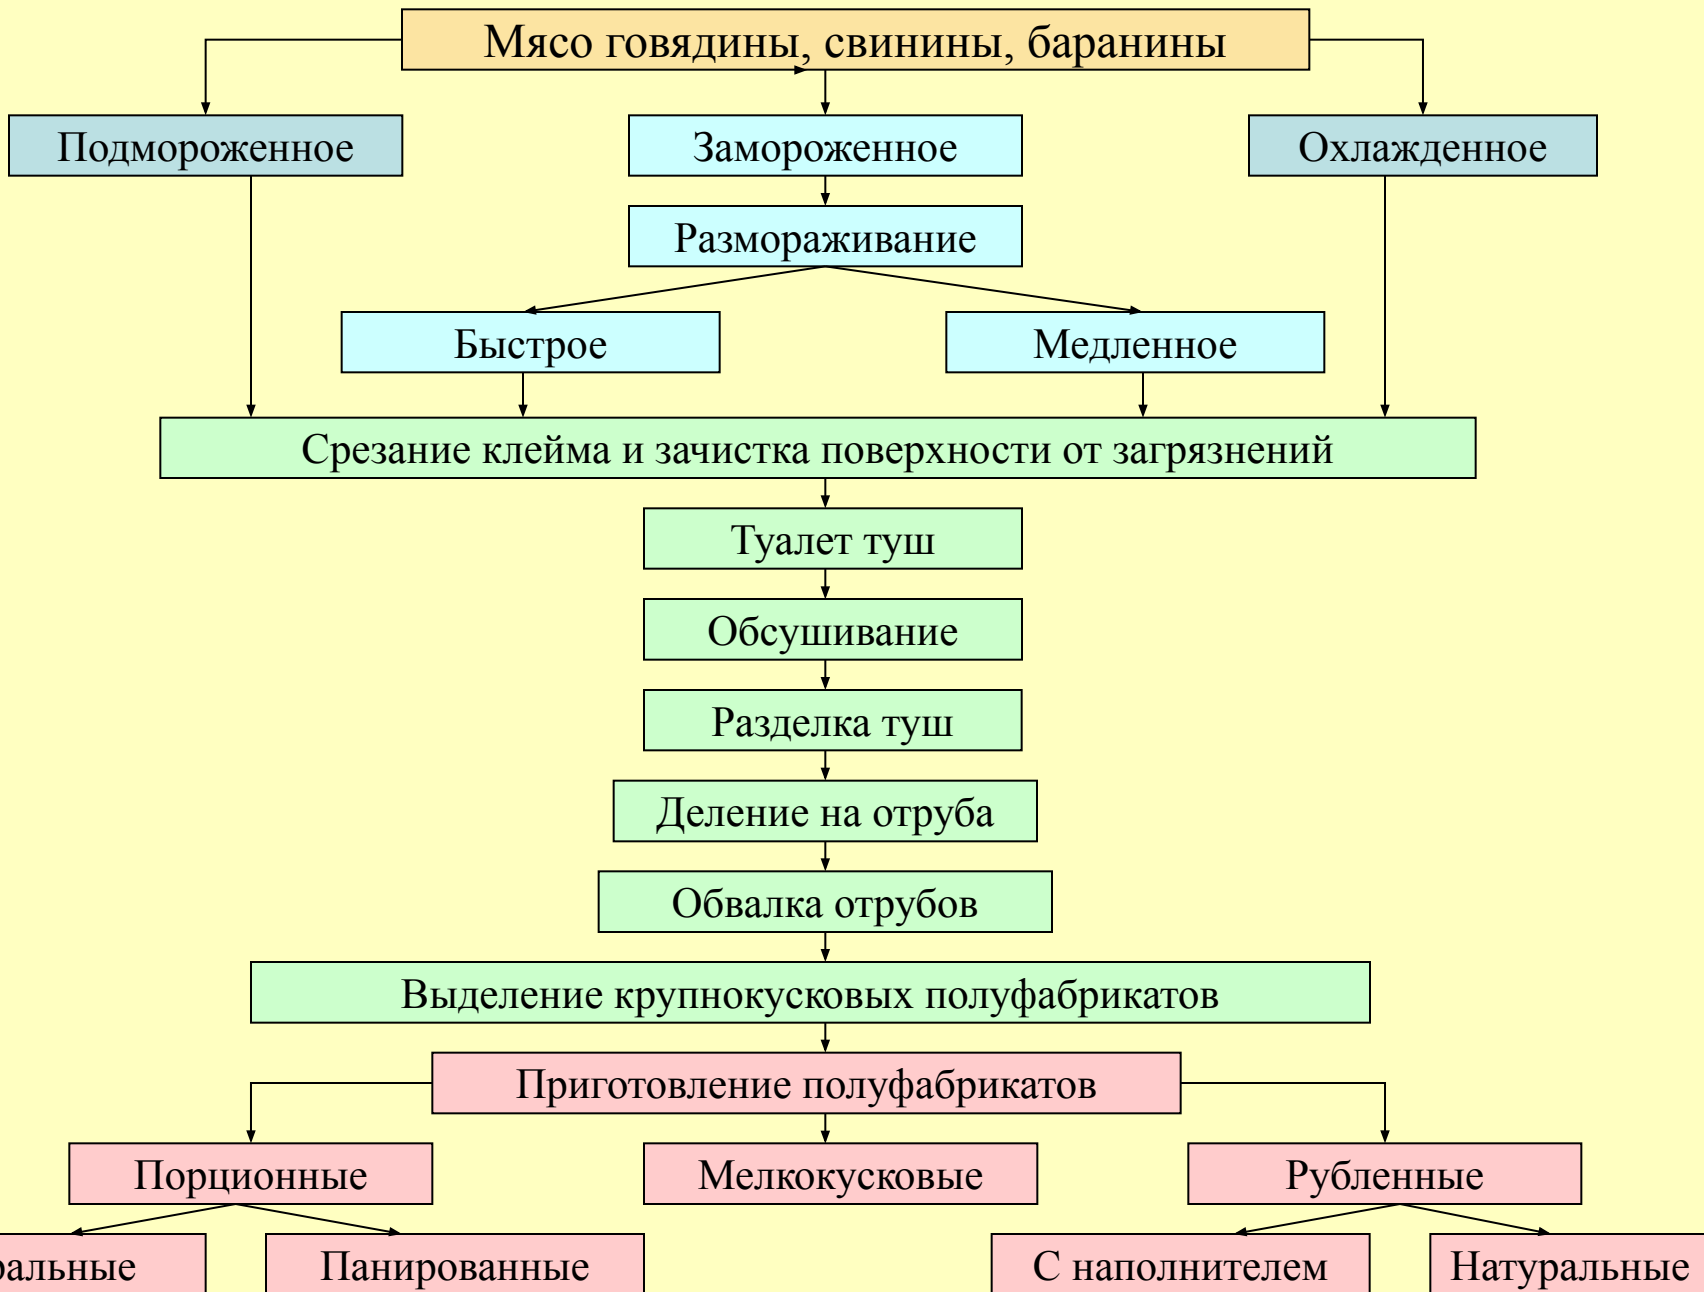 Мясо говядины, свинины, баранины
Подмороженное
Замороженное
Охлажденное
Размораживание
Быстрое
Медленное
Срезание клейма и зачистка поверхности от загрязнений
Туалет туш
Обсушивание
Разделка туш
Деление на отруба
Обвалка отрубов
Выделение крупнокусковых полуфабрикатов
Приготовление полуфабрикатов
Порционные
Мелкокусковые
Рубленные
Панированные
С наполнителем
Натуральные